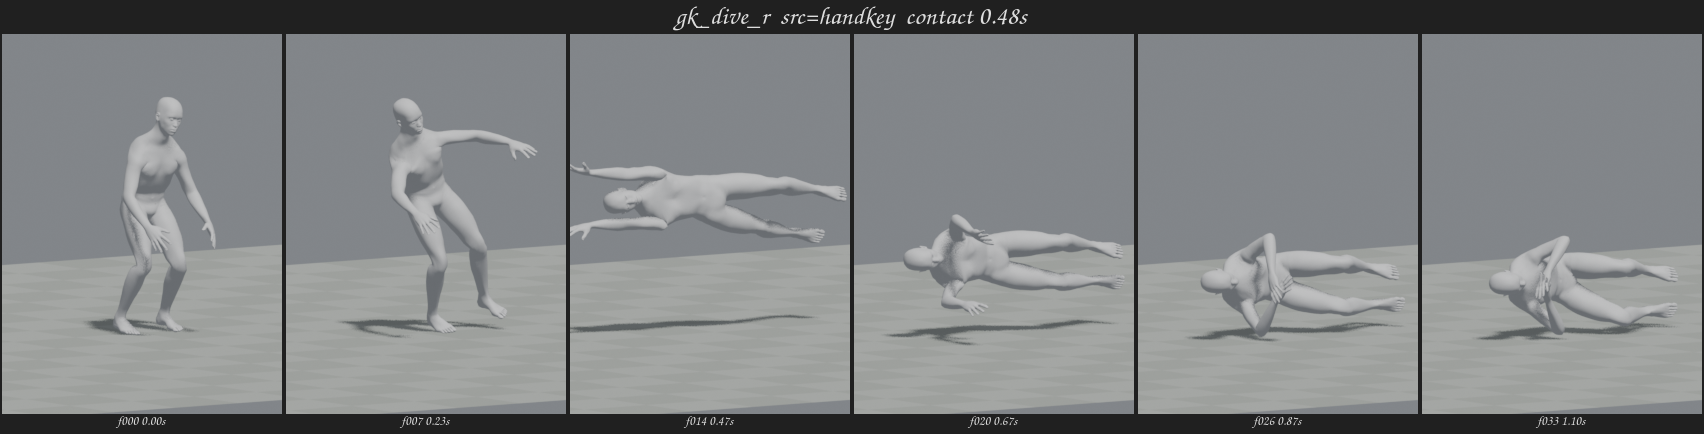 gk_dive_r src=handkey contact 0.48s
f000 0.00s
f007 0.23s
f014 0.47s
f020 0.67s
f026 0.87s
f033 1.10s